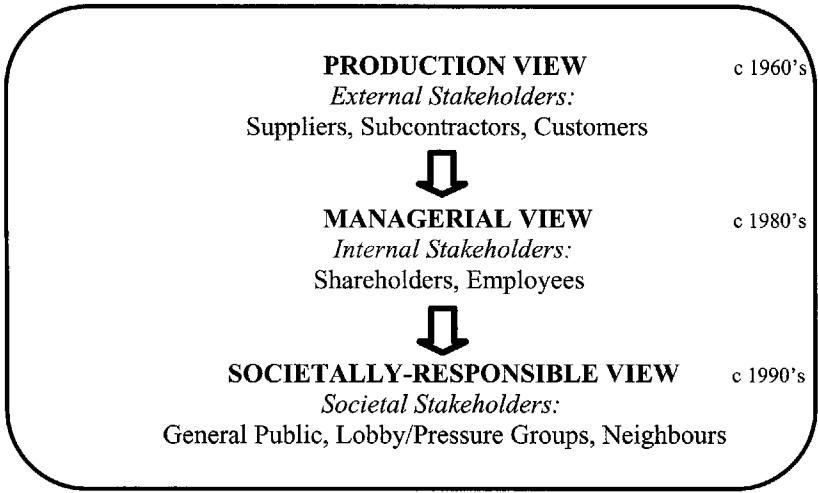 PRODUCTION VIEW c 1960's
External Stakeholders:
Suppliers, Subcontractors, Customers
MANAGERIAL VIEW c 1980's
Internal Stakeholders:
Shareholders, Employees
SOCIETALLY-RESPONSIBLE VIEW c 1990's
Societal Stakeholders:
General Public, Lobby/Pressure Groups, Neighbours